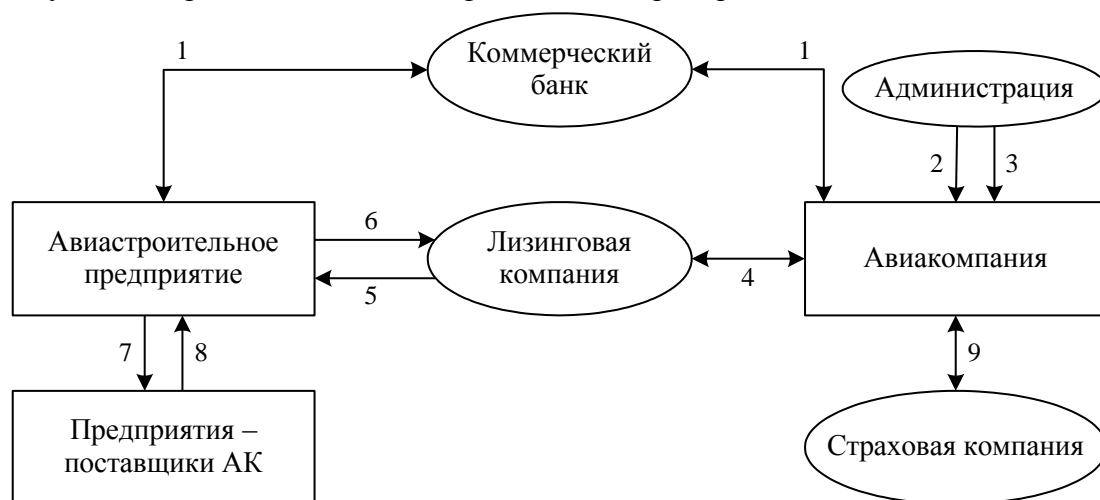 1
Коммерческий
банк
1
Администрация
2
3
Авиастроительное
предприятие
6
5
Лизинговая
компания
4
Авиакомпания
7
8
9
Предприятия –
поставщики АК
Страховая компания